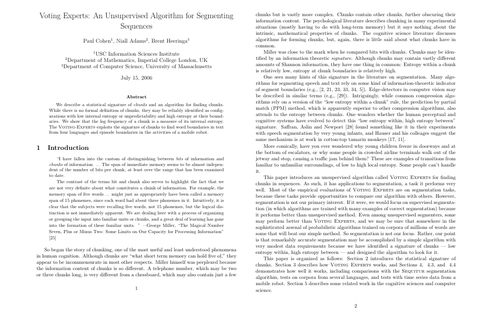 Voting Experts: An Unsupervised Algorithm for Segmenting
Sequences
Paul Cohen¹, Niall Adams², Brent Heeringa³
¹USC Information Sciences Institute
²Department of Mathematics, Imperial College London, UK
³Department of Computer Science, University of Massachusetts
July 15, 2006
Abstract
We describe a statistical signature of chunks and an algorithm for finding chunks.
While there is no formal definition of chunks, they may be reliably identified as config-
urations with low internal entropy or unpredictability and high entropy at their bound-
aries. We show that the log frequency of a chunk is a measure of its internal entropy.
The Voting Experts exploits the signature of chunks to find word boundaries in text
from four languages and episode boundaries in the activities of a mobile robot.
1 Introduction
"I have fallen into the custom of distinguishing between bits of information and
chunks of information. ... The span of immediate memory seems to be almost indepen-
dent of the number of bits per chunk, at least over the range that has been examined
to date.
The contrast of the terms bit and chunk also serves to highlight the fact that we
are not very definite about what constitutes a chunk of information. For example, the
memory span of five words ... might just as appropriately have been called a memory
span of 15 phonemes, since each word had about three phonemes in it. Intuitively, it is
clear that the subjects were recalling five words, not 15 phonemes, but the logical dis-
tinction is not immediately apparent. We are dealing here with a process of organizing
or grouping the input into familiar units or chunks, and a great deal of learning has gone
into the formation of these familiar units. " —George Miller, "The Magical Number
Seven, Plus or Minus Two: Some Limits on Our Capacity for Processing Information"
[25]
So began the story of chunking, one of the most useful and least understood phenomena
in human cognition. Although chunks are "what short term memory can hold five of," they
appear to be incommensurate in most other respects. Miller himself was perplexed because
the information content of chunks is so different. A telephone number, which may be two
or three chunks long, is very different from a chessboard, which may also contain just a few
1
chunks but is vastly more complex. Chunks contain other chunks, further obscuring their
information content. The psychological literature describes chunking in many experimental
situations (mostly having to do with long-term memory) but it says nothing about the
intrinsic, mathematical properties of chunks. The cognitive science literature discusses
algorithms for forming chunks, but, again, there is little said about what chunks have in
common.
Miller was close to the mark when he compared bits with chunks. Chunks may be iden-
tified by an information theoretic signature. Although chunks may contain vastly different
amounts of Shannon information, they have one thing in common: Entropy within a chunk
is relatively low, entropy at chunk boundaries is relatively high.
One sees many hints of this signature in the literature on segmentation. Many algo-
rithms for segmenting speech and text rely on some kind of information-theoretic indicator
of segment boundaries (e.g.,
be described in similar terms (e.g., Intriguingly, while common compression algo-
rithms rely on a version of the "low entropy within a chunk" rule, the prediction by partial
match (PPM) method, which is apparently superior to other compression algorithms, also
attends to the entropy between chunks. One wonders whether the human perceptual and
cognitive systems have evolved to detect this "low entropy within, high entropy between"
signature. Saffran, Aslin and Newport found something like it in their experiments
with speech segmentation by very young infants, and Hauser and his colleagues suggest the
same mechanism is at work in cotton-top tamarin monkeys
More comically, have you ever wondered why young children freeze in doorways and at
the bottom of escalators, or why some people in crowded airline terminals walk out of the
jetway and stop, causing a traffic jam behind them? These are examples of transitions from
familiar to unfamiliar surroundings, of low to high local entropy. Some people can't handle
it.
This paper introduces an unsupervised algorithm called Voting Experts for finding
chunks in sequences. As such, it has applications to segmentation; a task it performs very
well. Most of the empirical evaluations of Voting Experts are on segmentation tasks,
because these tasks provide opportunities to compare our algorithm with others. However,
segmentation is not our primary interest. If it were, we would focus on supervised segmenta-
tion (in which algorithms are trained with many examples of correct segmentation) because
it performs better than unsupervised method. Even among unsupervised segmenters, some
may perform better than Voting Experts, and we may be sure that somewhere in the
sophisticated arsenal of probabilistic algorithms trained on corpora of millions of words are
some that will beat our simple method. So segmentation is not our focus. Rather, our point
is that remarkably accurate segmentation may be accomplished by a simple algorithm with
very modest data requirements because we have identified a signature of chunks — low
entropy within, high entropy between — and designed the algorithm to look for it.
This paper is organized as follows: Section 2 introduces the statistical signature of
chunks. Section 3 describes how Voting Experts works, and Sections 4, 4.3, and 4.4
demonstrate how well it works, including comparisons with the Sequitur segmentation
algorithm, tests on corpora from several languages, and tests with time series data from a
mobile robot. Section 5 describes some related work in the cognitive sciences and computer
science.
2